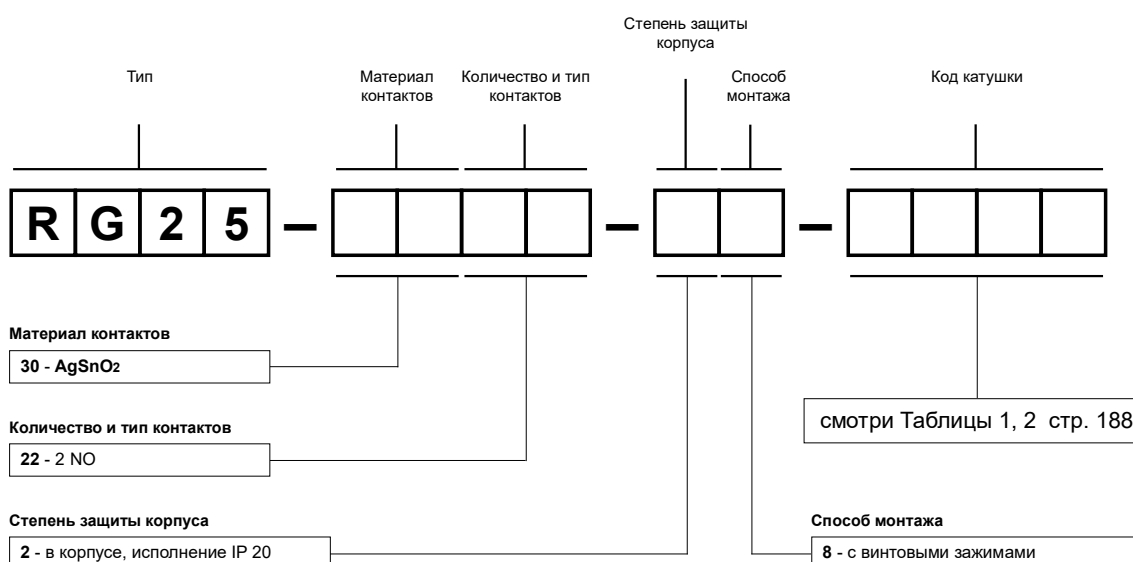 Степень защиты
корпуса
Тип
Материал
контактов
Количество и тип
контактов
Способ
монтажа
Код катушки
RG25 – – –
Материал контактов
30 - AgSnO2
Количество и тип контактов
22 - 2 NO
смотри Таблицы 1, 2 стр. 188
Степень защиты корпуса
2 - в корпусе, исполнение IP 20
Способ монтажа
8 - с винтовыми зажимами